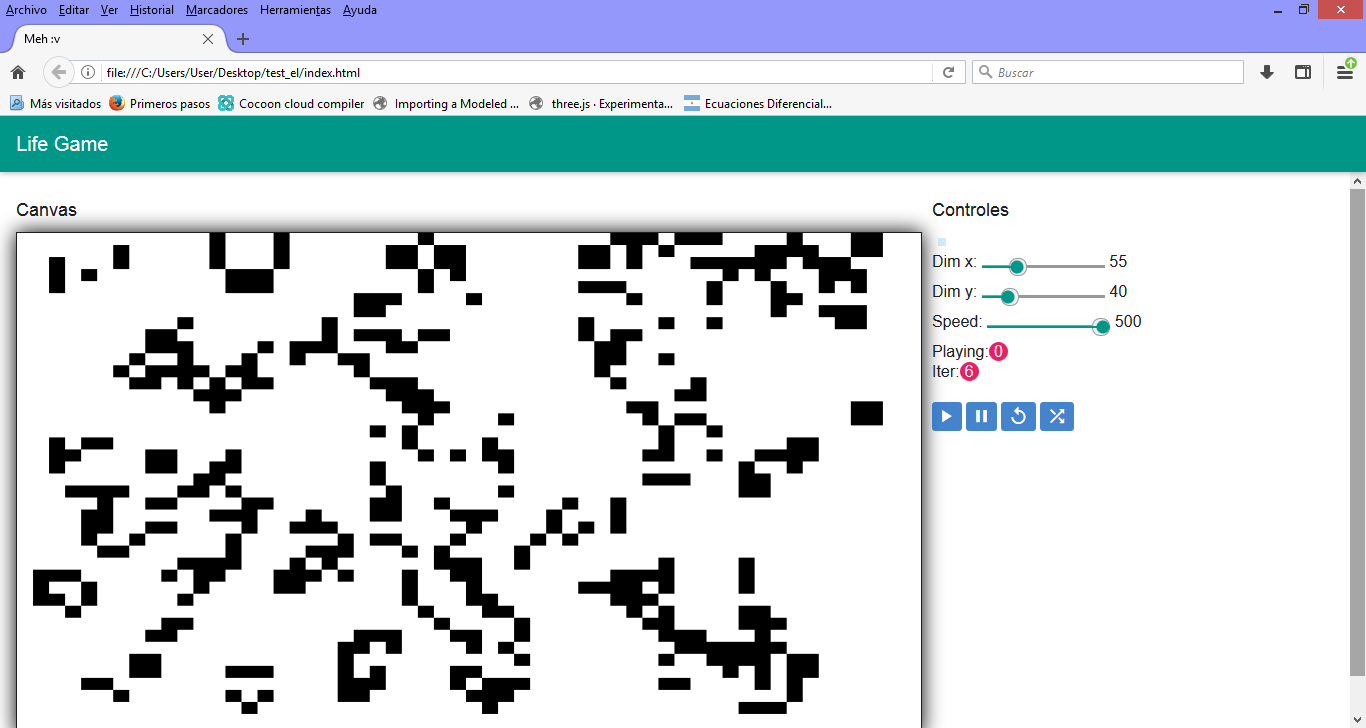 Archivo Editar Ver Historial Marcadores Herramientas Ayuda
Meh :v
file:///C:/Users/User/Desktop/test_el/index.html
Buscar
Más visitados Primeros pasos Cocoon cloud compiler Importing a Modeled ... three.js · Experimenta... Ecuaciones Diferencial...
Life Game
Canvas
Controles
Dim x: 55
Dim y: 40
Speed: 500
Playing: 0
Iter: 6